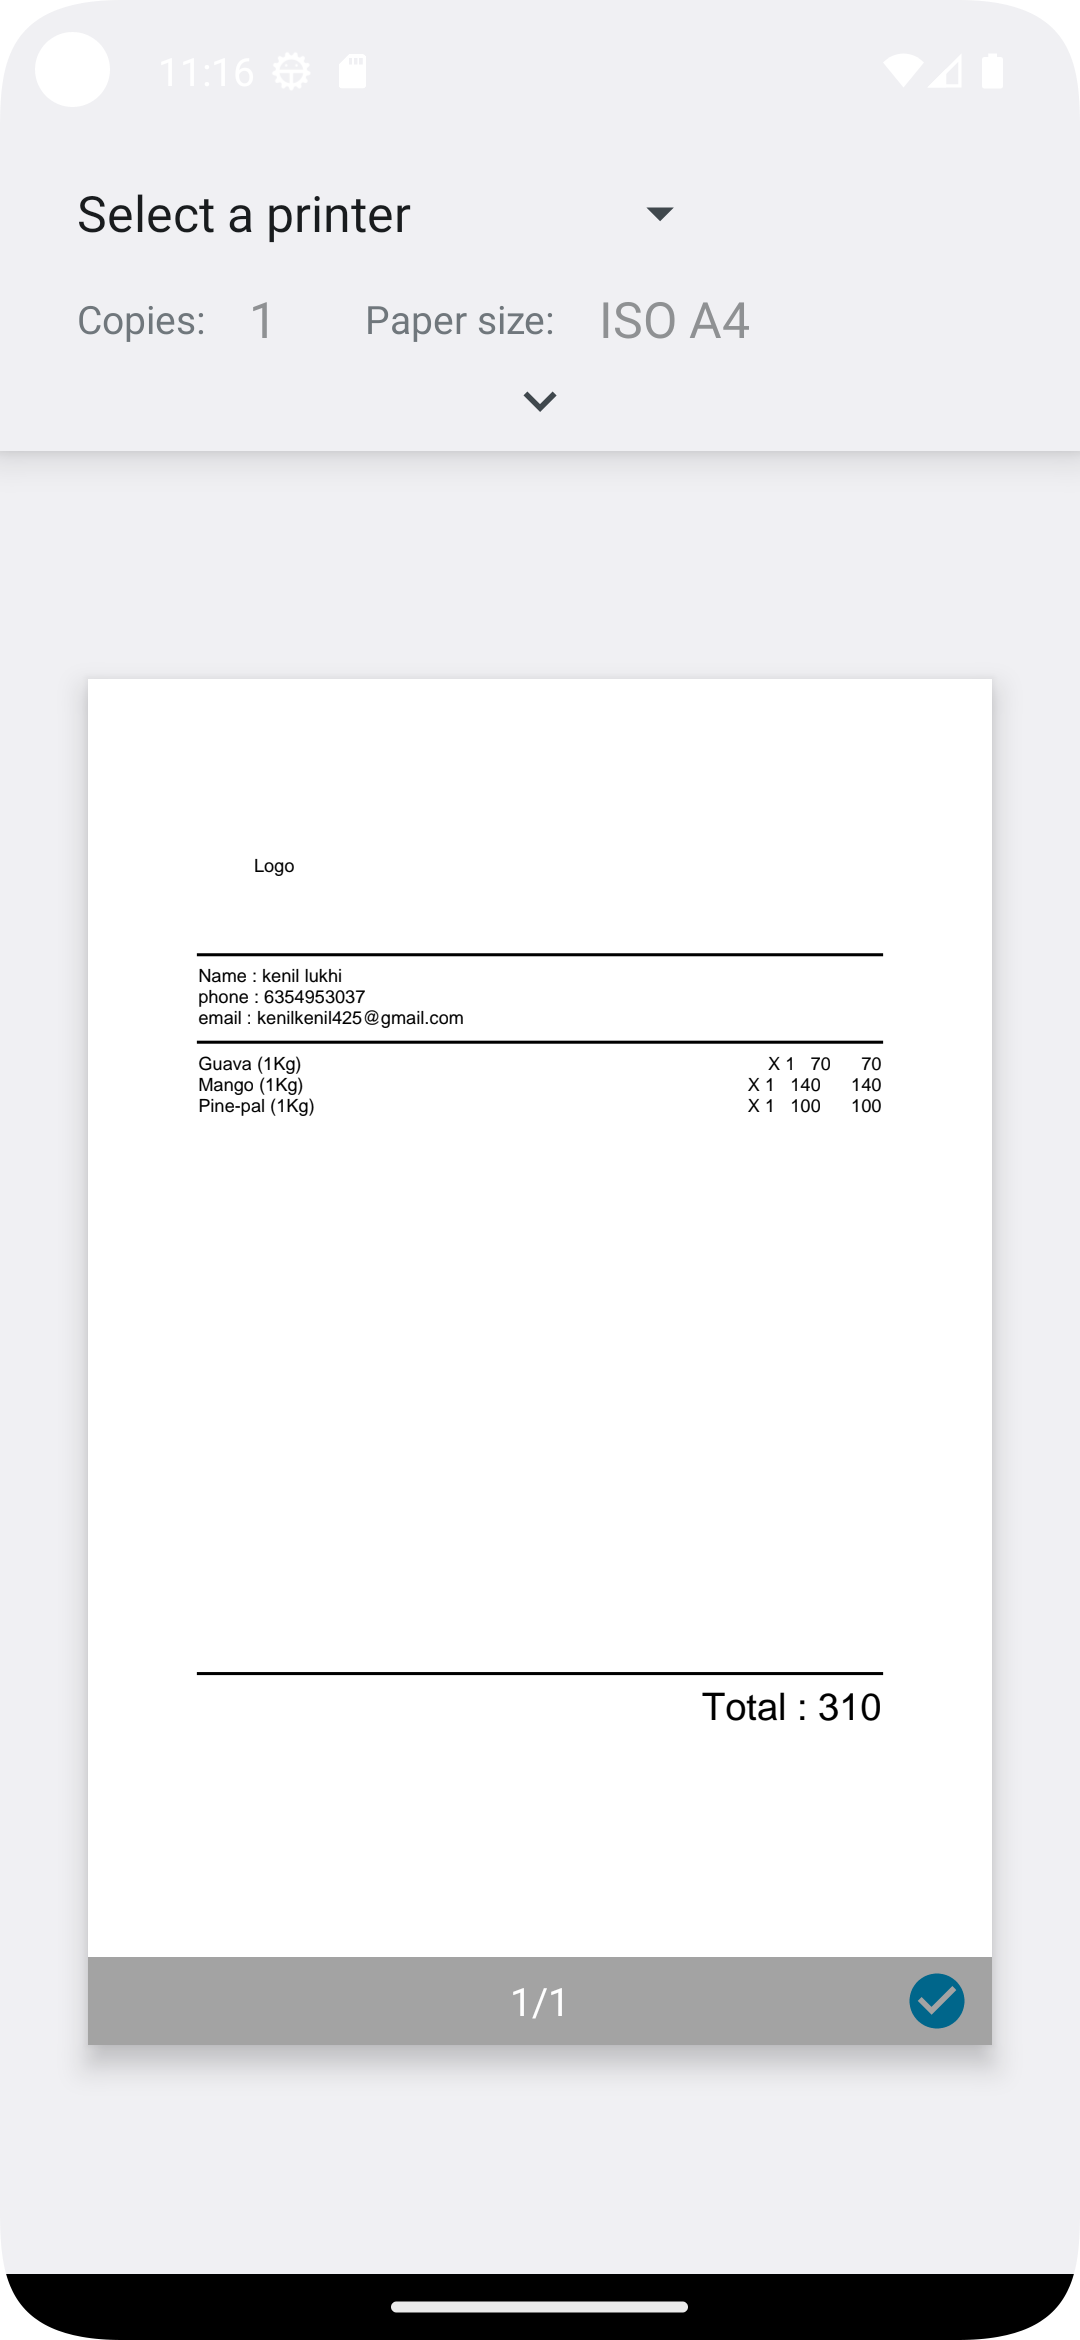 11:16
Select a printer
Copies: 1 Paper size: ISO A4
Logo
Name : kenil lukhi
phone : 6354953037
email : kenilkenil425@gmail.com
Guava (1Kg) X 1 70 70
Mango (1Kg) X 1 140 140
Pine-pal (1Kg) X 1 100 100
Total : 310
1/1